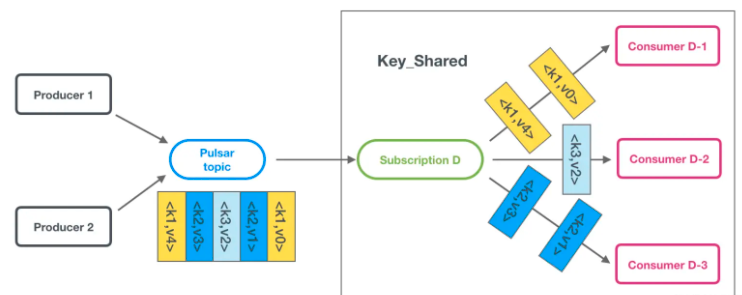 Key_Shared
Producer 1
Producer 2
Pulsar
topic
<k1,v4>
<k2,v3>
<k3,v2>
<k2,v1>
<k1,v0>
Subscription D
<k1,v4>
<k1,v0>
<k3,v2>
<k2,v3>
<k2,v1>
Consumer D-1
Consumer D-2
Consumer D-3